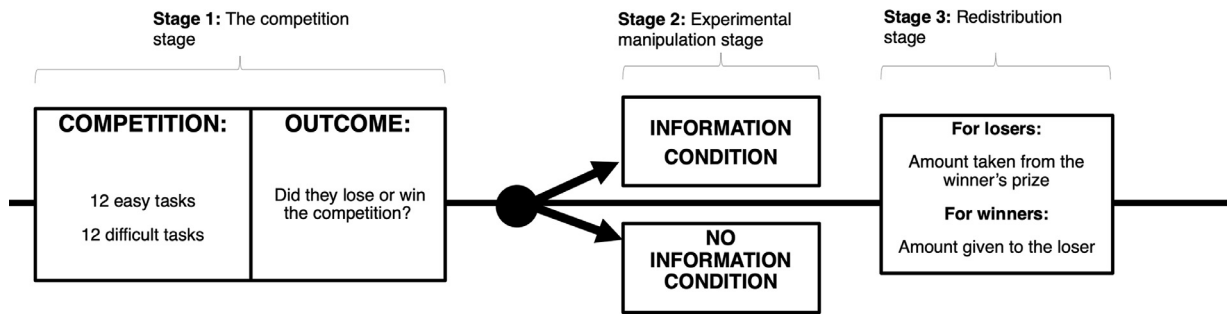 Stage 1: The competition
stage
Stage 2: Experimental
manipulation stage
Stage 3: Redistribution
stage
COMPETITION:
12 easy tasks
12 difficult tasks
OUTCOME:
Did they lose or win
the competition?
INFORMATION
CONDITION
NO
INFORMATION
CONDITION
For losers:
Amount taken from the
winner's prize
For winners:
Amount given to the loser